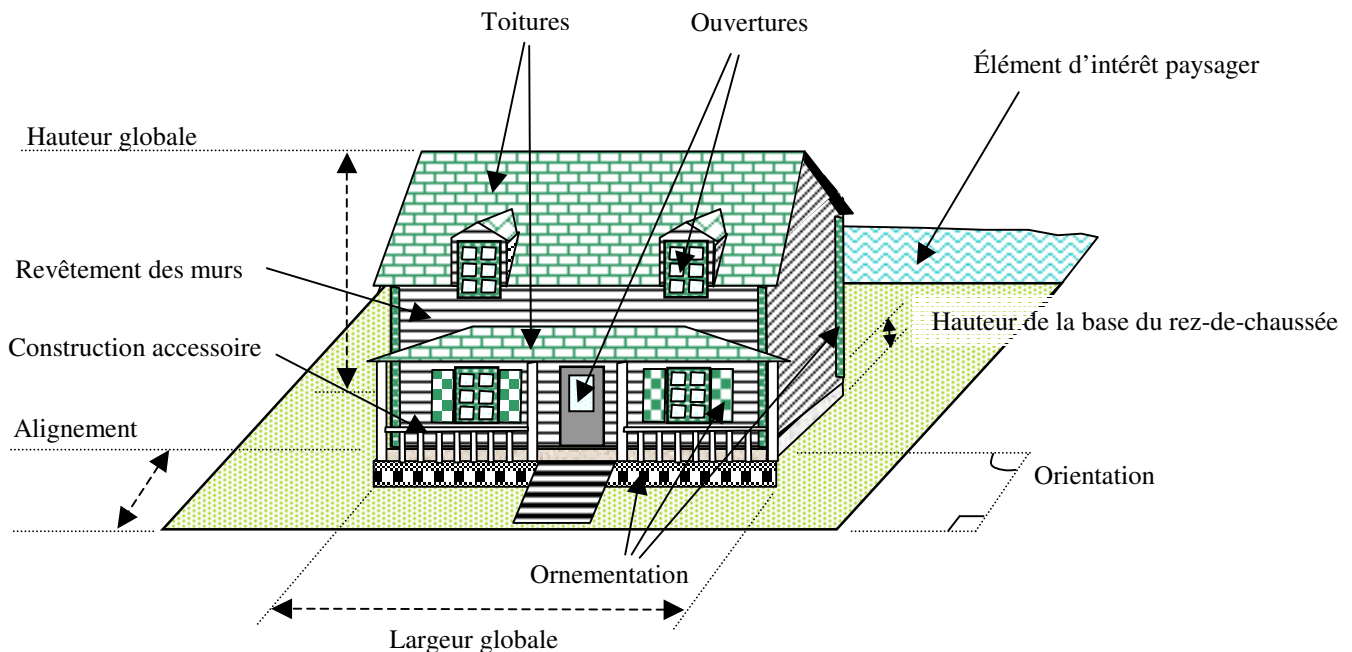 Toitures
Ouvertures
Élément d’intérêt paysager
Hauteur globale
Revêtement des murs
Hauteur de la base du rez-de-chaussée
Construction accessoire
Alignement
Orientation
Ornementation
Largeur globale